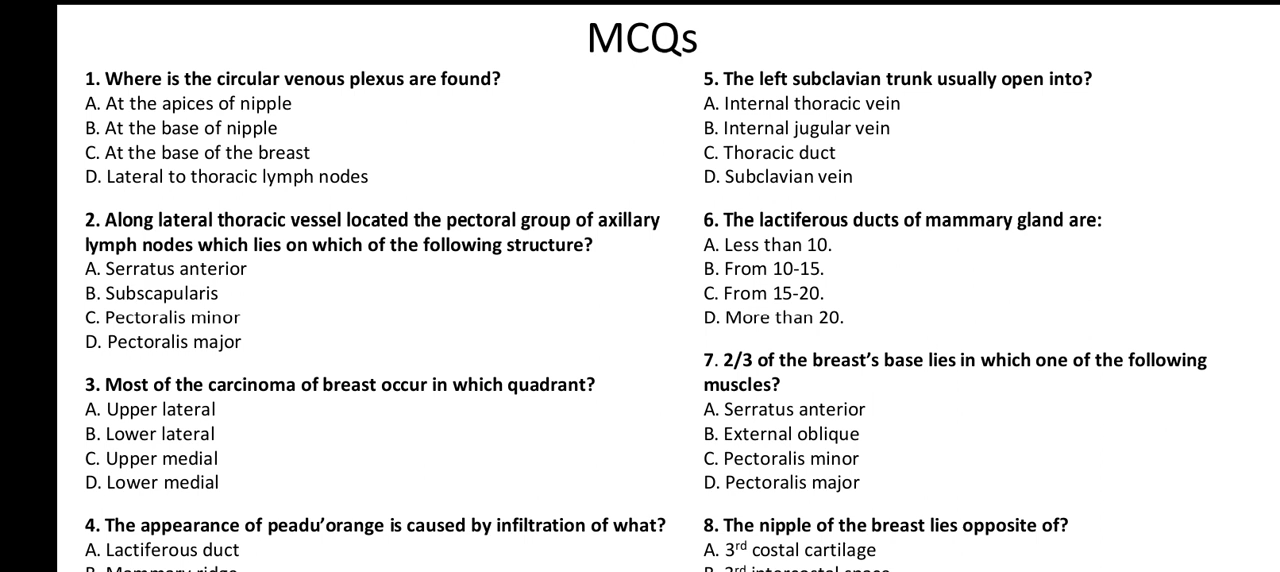 MCQs
1. Where is the circular venous plexus are found?
A. At the apices of nipple
B. At the base of nipple
C. At the base of the breast
D. Lateral to thoracic lymph nodes
2. Along lateral thoracic vessel located the pectoral group of axillary
lymph nodes which lies on which of the following structure?
A. Serratus anterior
B. Subscapularis
C. Pectoralis minor
D. Pectoralis major
3. Most of the carcinoma of breast occur in which quadrant?
A. Upper lateral
B. Lower lateral
C. Upper medial
D. Lower medial
4. The appearance of peadu’orange is caused by infiltration of what?
A. Lactiferous duct
B. Mammary ridge
5. The left subclavian trunk usually open into?
A. Internal thoracic vein
B. Internal jugular vein
C. Thoracic duct
D. Subclavian vein
6. The lactiferous ducts of mammary gland are:
A. Less than 10.
B. From 10-15.
C. From 15-20.
D. More than 20.
7. 2/3 of the breast’s base lies in which one of the following
muscles?
A. Serratus anterior
B. External oblique
C. Pectoralis minor
D. Pectoralis major
8. The nipple of the breast lies opposite of?
A. 3rd costal cartilage
B. 3rd intercostal space